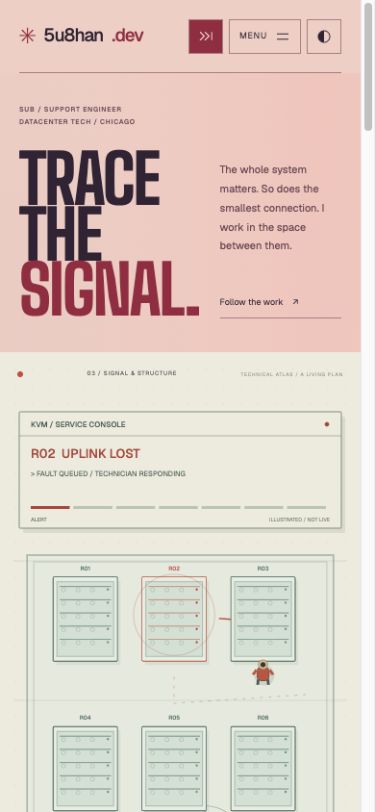 5u8han .dev
MENU
SUB / SUPPORT ENGINEER
DATACENTER TECH / CHICAGO
TRACE
THE
SIGNAL.
The whole system
matters. So does the
smallest connection. I
work in the space
between them.
Follow the work ↗
03 / SIGNAL & STRUCTURE
TECHNICAL ATLAS / A LIVING PLAN
KVM / SERVICE CONSOLE
R02 UPLINK LOST
> FAULT QUEUED / TECHNICIAN RESPONDING
ALERT
ILLUSTRATED / NOT LIVE
R01 R02 R03
R04 R05 R06